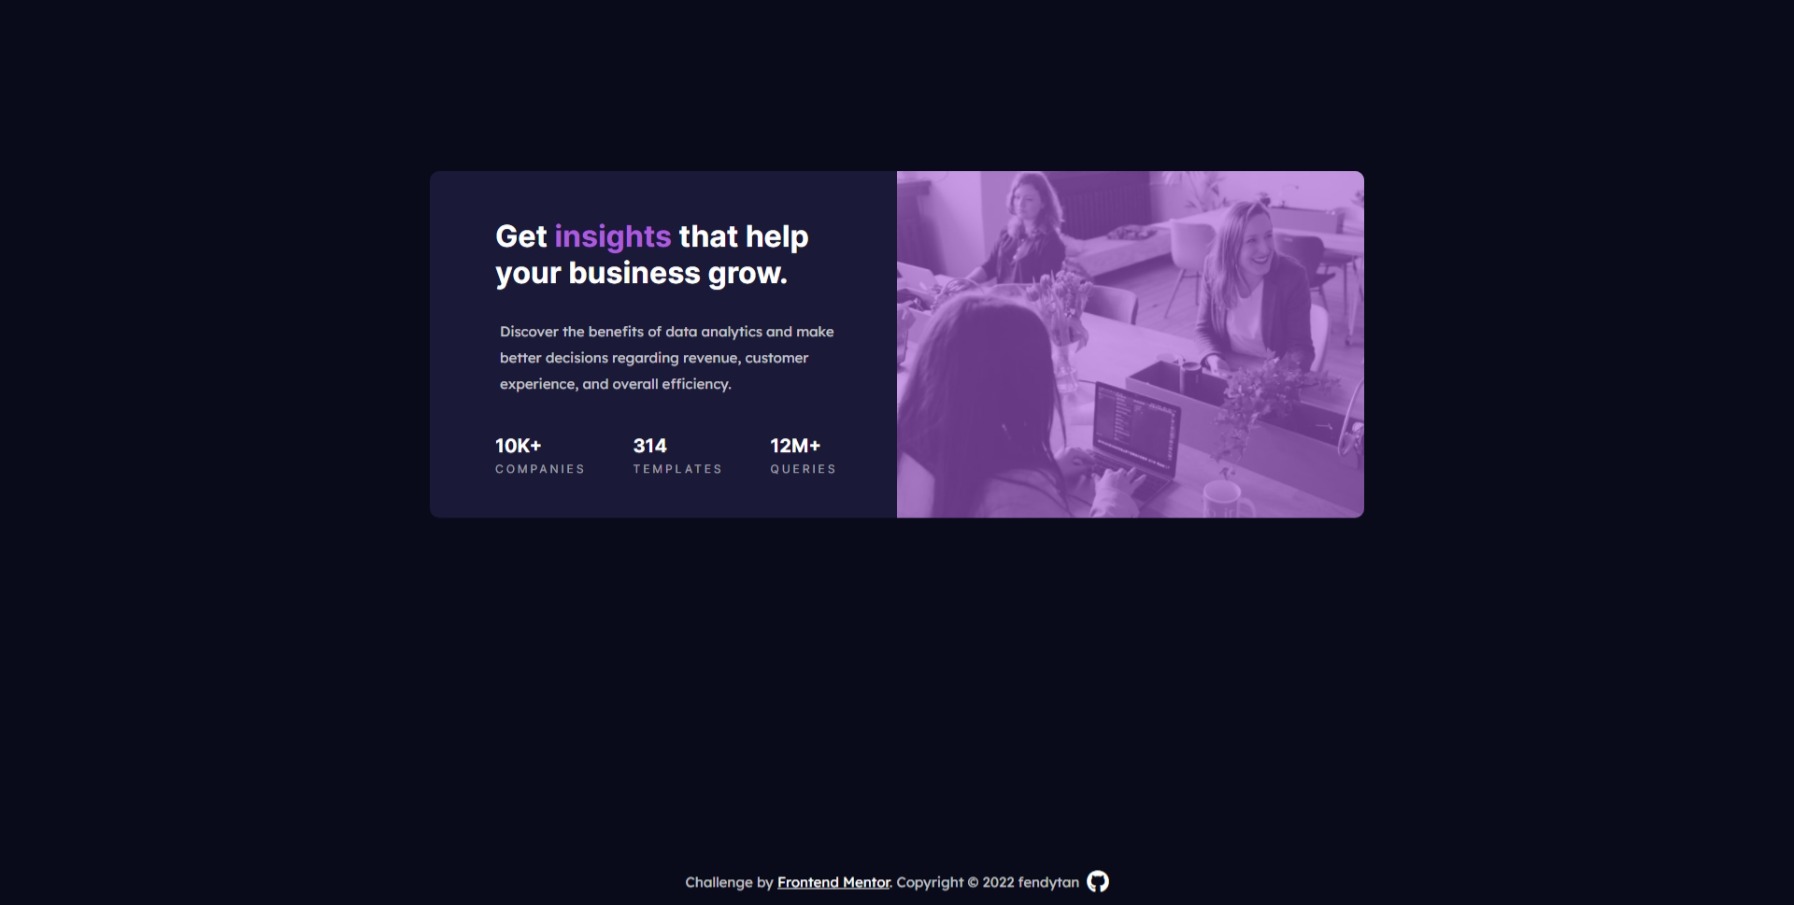 Get insights that help
your business grow.
Discover the benefits of data analytics and make
better decisions regarding revenue, customer
experience, and overall efficiency.
10K+ 314 12M+
COMPANIES TEMPLATES QUERIES
Challenge by Frontend Mentor. Copyright © 2022 fendytan